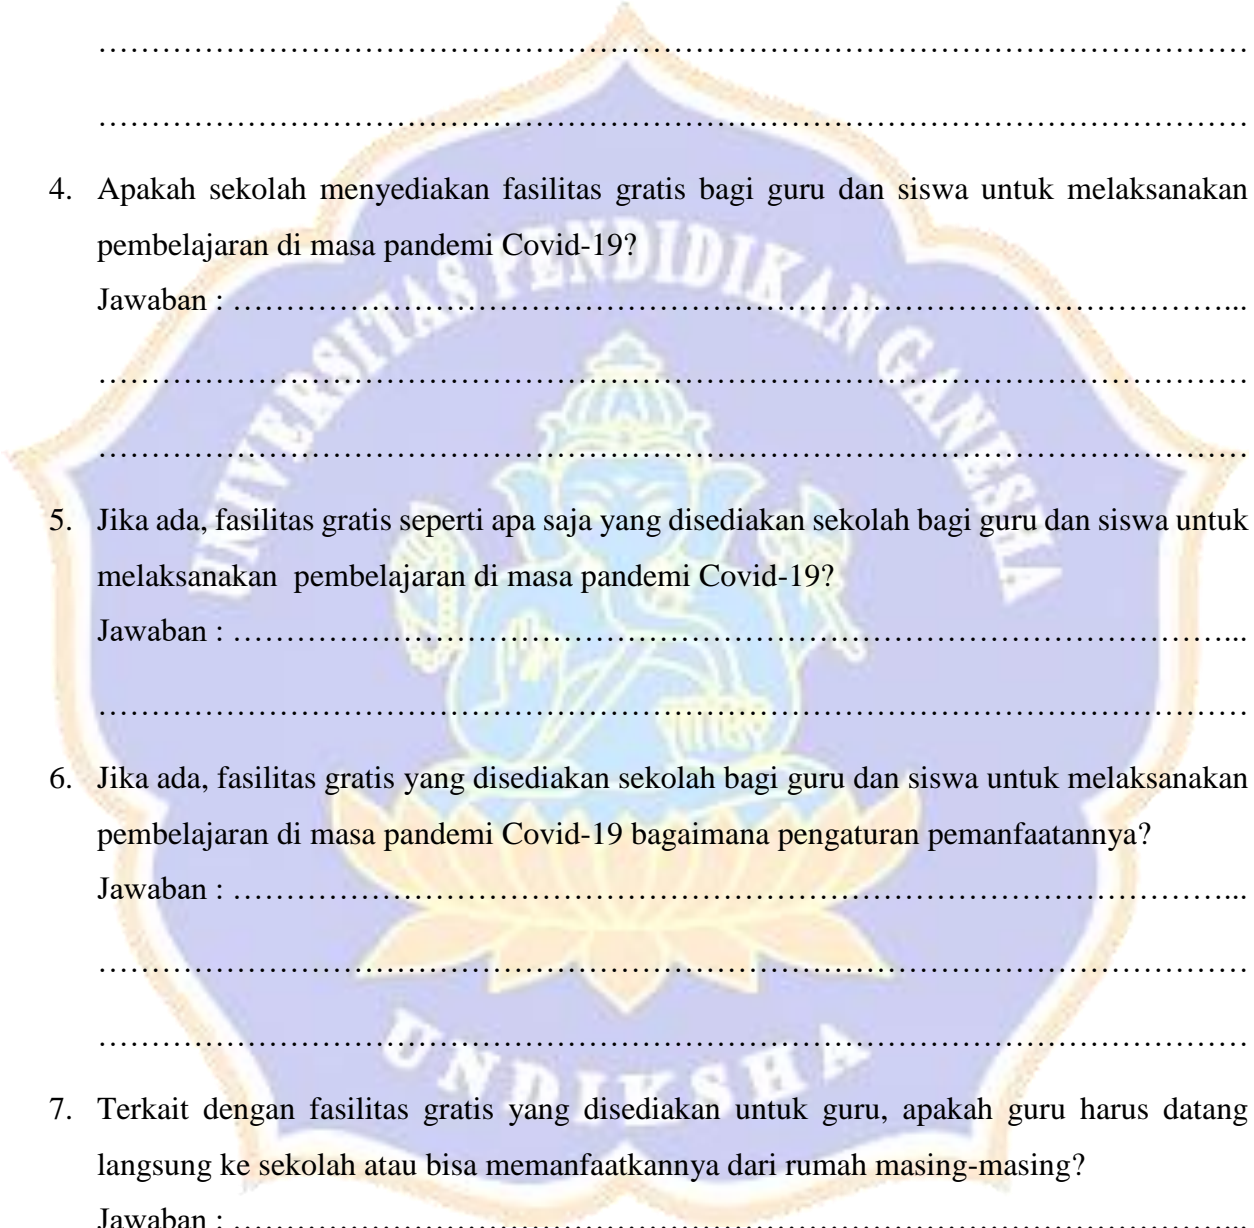 ……………………………………………………………………………………………
……………………………………………………………………………………………
4. Apakah sekolah menyediakan fasilitas gratis bagi guru dan siswa untuk melaksanakan
pembelajaran di masa pandemi Covid-19?
Jawaban : ………………………………………………………………………………...
……………………………………………………………………………………………
……………………………………………………………………………………………
5. Jika ada, fasilitas gratis seperti apa saja yang disediakan sekolah bagi guru dan siswa untuk
melaksanakan pembelajaran di masa pandemi Covid-19?
Jawaban : ………………………………………………………………………………...
……………………………………………………………………………………………
6. Jika ada, fasilitas gratis yang disediakan sekolah bagi guru dan siswa untuk melaksanakan
pembelajaran di masa pandemi Covid-19 bagaimana pengaturan pemanfaatannya?
Jawaban : ………………………………………………………………………………...
……………………………………………………………………………………………
……………………………………………………………………………………………
7. Terkait dengan fasilitas gratis yang disediakan untuk guru, apakah guru harus datang
langsung ke sekolah atau bisa memanfaatkannya dari rumah masing-masing?
Jawaban : ………………………………………………………………………………...
UNIVERSITAS PENDIDIKAN GANESHA
UNDIKSHA